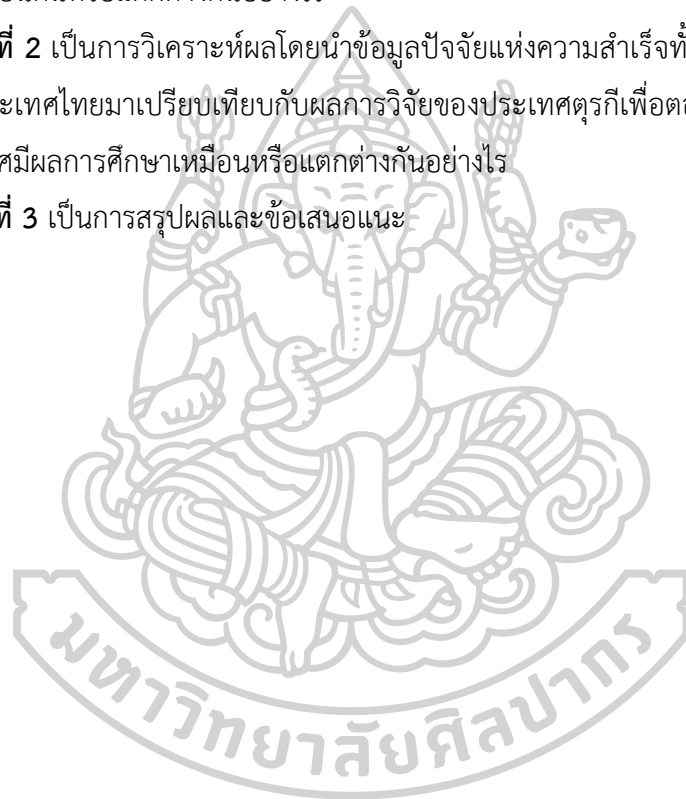 ที่ 2 เป็นการวิเคราะห์ผลโดยนำข้อมูลปัจจัยแห่งความสำเร็จทั้
ะเทศไทยมาเปรียบเทียบกับผลการวิจัยของประเทศตุรกีเพื่อตอ
ศมีผลการศึกษาเหมือนหรือแตกต่างกันอย่างไร
ที่ 3 เป็นการสรุปผลและข้อเสนอแนะ
มหาวิทยาลัยศิลปากร